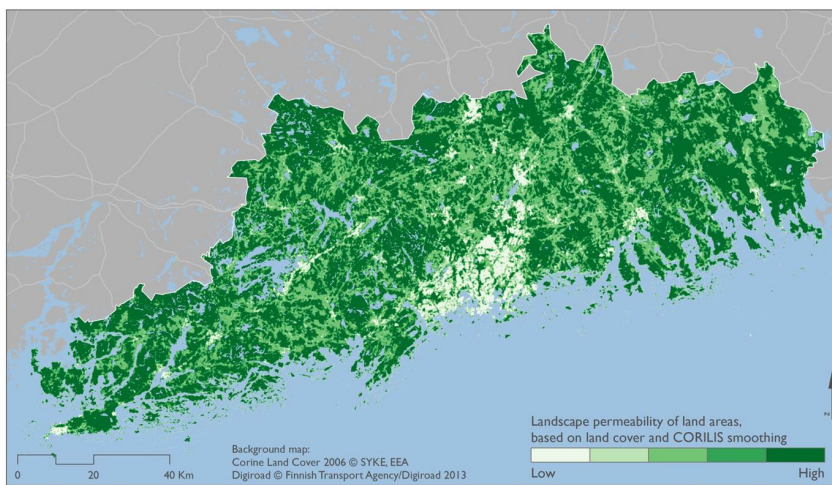 Landscape permeability of land areas,
based on land cover and CORILIS smoothing
Low High
Background map:
Corine Land Cover 2006 © SYKE, EEA
Digiroad © Finnish Transport Agency/Digiroad 2013
0 20 40 Km